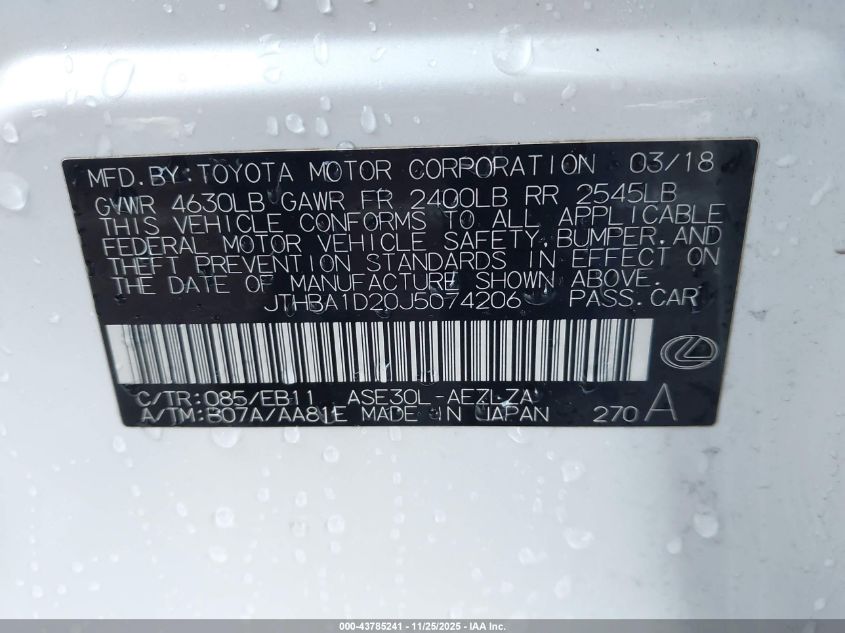 MFD. BY: TOYOTA MOTOR CORPORATION 03/18
GVWR 4630LB GAWR FR 2400LB RR 2545LB
THIS VEHICLE CONFORMS TO ALL APPLICABLE
FEDERAL MOTOR VEHICLE SAFETY, BUMPER, AND
THEFT PREVENTION STANDARDS IN EFFECT ON
THE DATE OF MANUFACTURE SHOWN ABOVE.
JTHBA1D20J5074206 PASS. CAR
C/TR: 085/EB11 ASE30L-AEZLZA
A/TM: B07A/AA81E MADE IN JAPAN 270 A
000-43785241 - 11/25/2025 - IAA Inc.